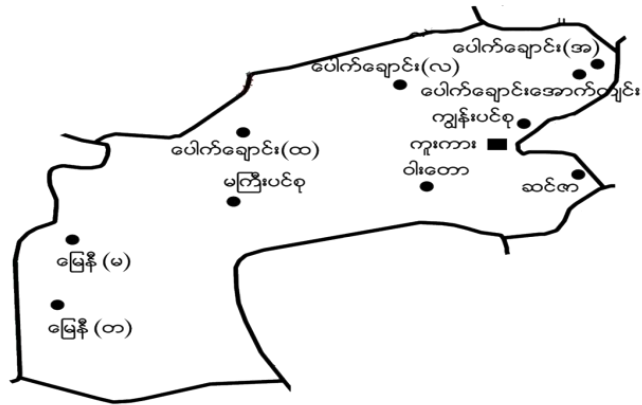 ပေါက်ချောင်း(အ)
ပေါက်ချောင်း(လ)
ပေါက်ချောင်းအောက်ကျင်း
ကျွန်းပင်စု
ကူးကား
ပေါက်ချောင်း(ထ)
ဝါးတော
မကြီးပင်စု
ဆင်ဇာ
မြေနီ(မ)
မြေနီ(တ)